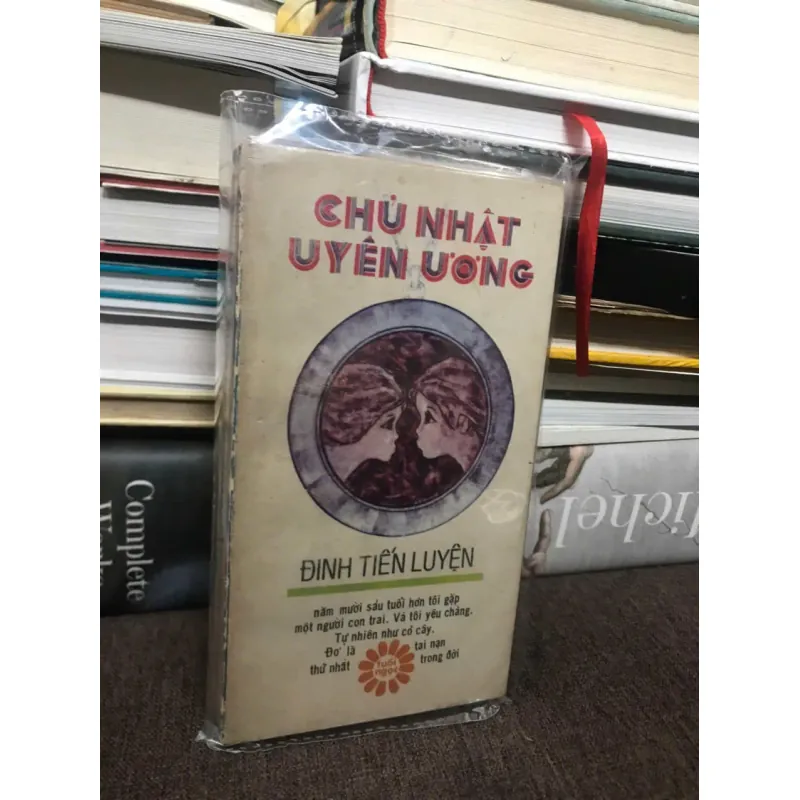 CHỦ NHẬT
UYÊN ƯƠNG
ĐINH TIẾN LUYỆN
năm mười sáu tuổi hơn tôi gặp
một người con trai. Và tôi yêu chàng.
Tự nhiên như cỏ cây.
Đó là tai nạn
thứ nhất trong đời
tuổi
ngọc
Complete
Works
Michel